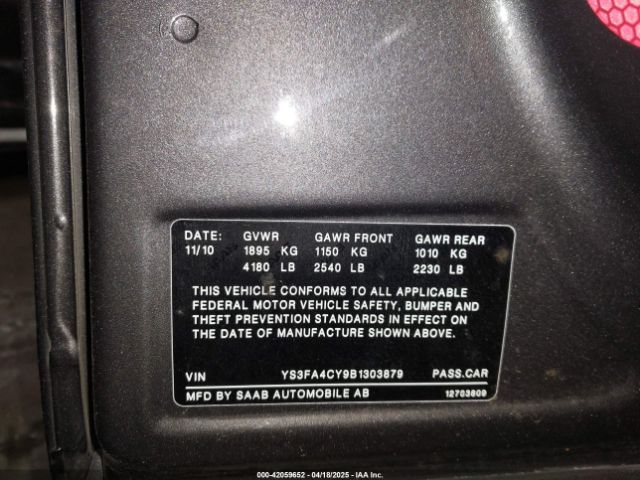 DATE: GVWR GAWR FRONT GAWR REAR
11/10 1895 KG 1150 KG 1010 KG
4180 LB 2540 LB 2230 LB
THIS VEHICLE CONFORMS TO ALL APPLICABLE
FEDERAL MOTOR VEHICLE SAFETY, BUMPER AND
THEFT PREVENTION STANDARDS IN EFFECT ON
THE DATE OF MANUFACTURE SHOWN ABOVE.
VIN YS3FA4CY9B1303879 PASS.CAR
MFD BY SAAB AUTOMOBILE AB 12783809
000-42059652 - 04/18/2025 - IAA Inc.